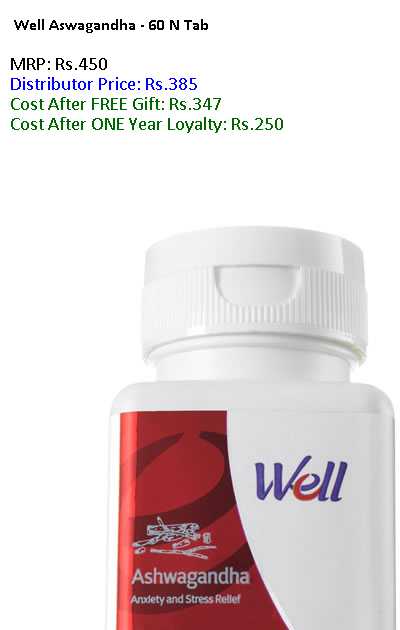 Well Aswagandha - 60 N Tab
MRP: Rs.450
Distributor Price: Rs.385
Cost After FREE Gift: Rs.347
Cost After ONE Year Loyalty: Rs.250
Well
Ashwagandha
Anxiety and Stress Relief